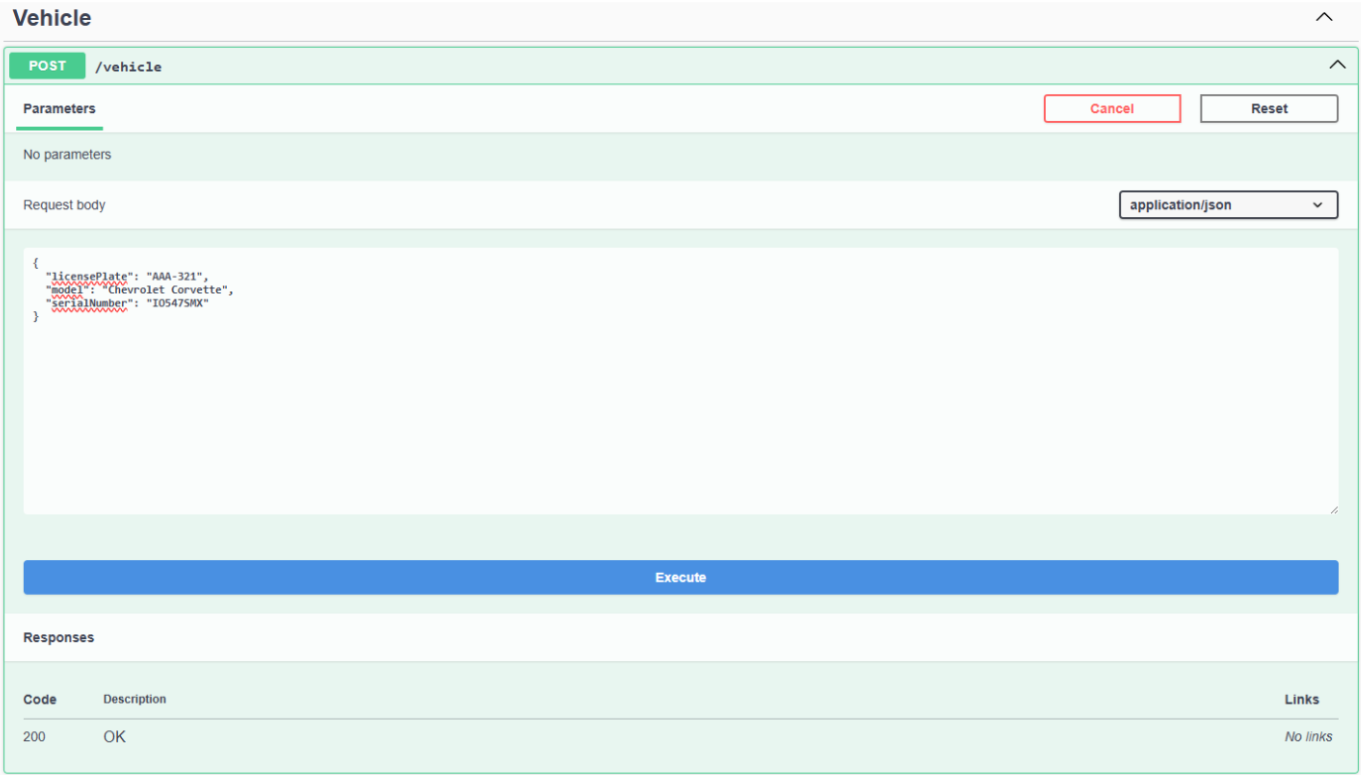 Vehicle
POST /vehicle
Parameters Cancel Reset
No parameters
Request body application/json
{
"licensePlate": "AAA-321",
"model": "Chevrolet Corvette",
"serialNumber": "IO547SMX"
}
Execute
Responses
Code Description Links
200 OK No links